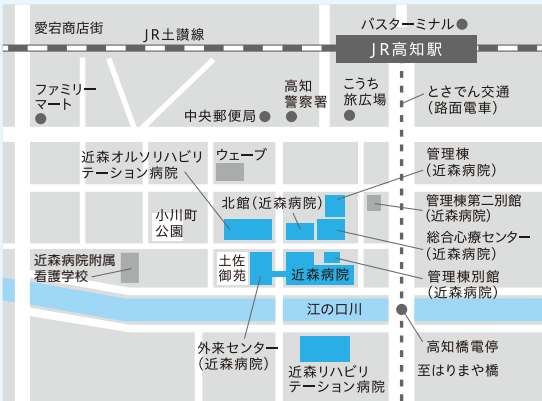 愛宕商店街
JR土讃線
バスターミナル
JR高知駅
ファミリー
マート
中央郵便局
高知
警察署
こうち
旅広場
とさでん交通
(路面電車)
近森オルソリハビリ
テーション病院
ウェーブ
管理棟
(近森病院)
北館(近森病院)
管理棟第二別館
(近森病院)
小川町
公園
総合心療センター
(近森病院)
近森病院附属
看護学校
土佐
御苑
近森病院
管理棟別館
(近森病院)
江の口川
外来センター
(近森病院)
高知橋電停
至はりまや橋
近森リハビリ
テーション病院